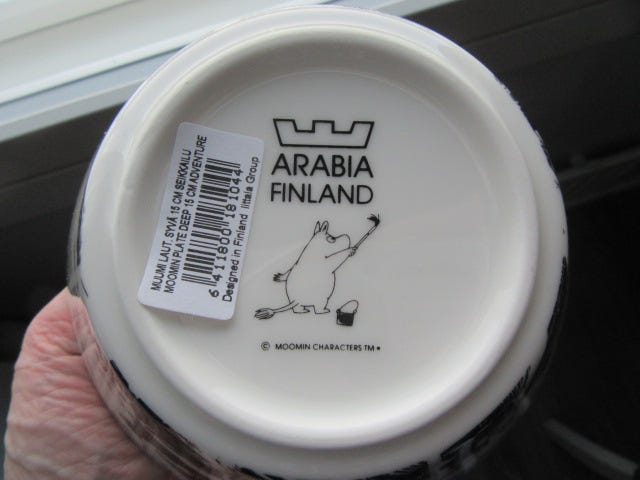 ARABIA
FINLAND
© MOOMIN CHARACTERS TM
MUUMI LAUT. SYVÄ 15 CM SEIKKAILU
MOOMIN PLATE DEEP 15 CM ADVENTURE
6 411800 181044
Designed in Finland Iittala Group